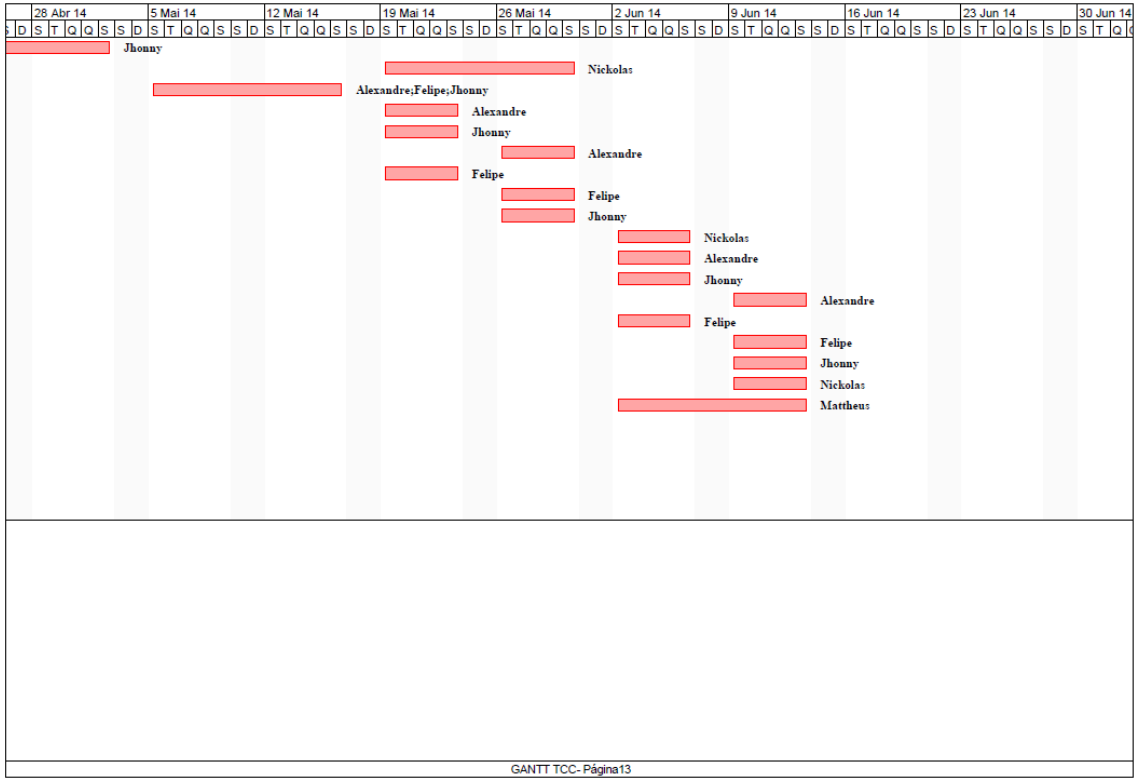 28 Abr 14 5 Mai 14 12 Mai 14 19 Mai 14 26 Mai 14 2 Jun 14 9 Jun 14 16 Jun 14 23 Jun 14 30 Jun 14
S D S T Q Q S S D S T Q Q S S D S T Q Q S S D S T Q Q S S D S T Q Q S S D S T Q Q S S D S T Q Q S S D S T Q Q S S D S T Q Q S S D S T Q
Jhonny
Nickolas
Alexandre;Felipe;Jhonny
Alexandre
Jhonny
Alexandre
Felipe
Felipe
Jhonny
Nickolas
Alexandre
Jhonny
Alexandre
Felipe
Felipe
Jhonny
Nickolas
Mattheus
GANTT TCC- Página13